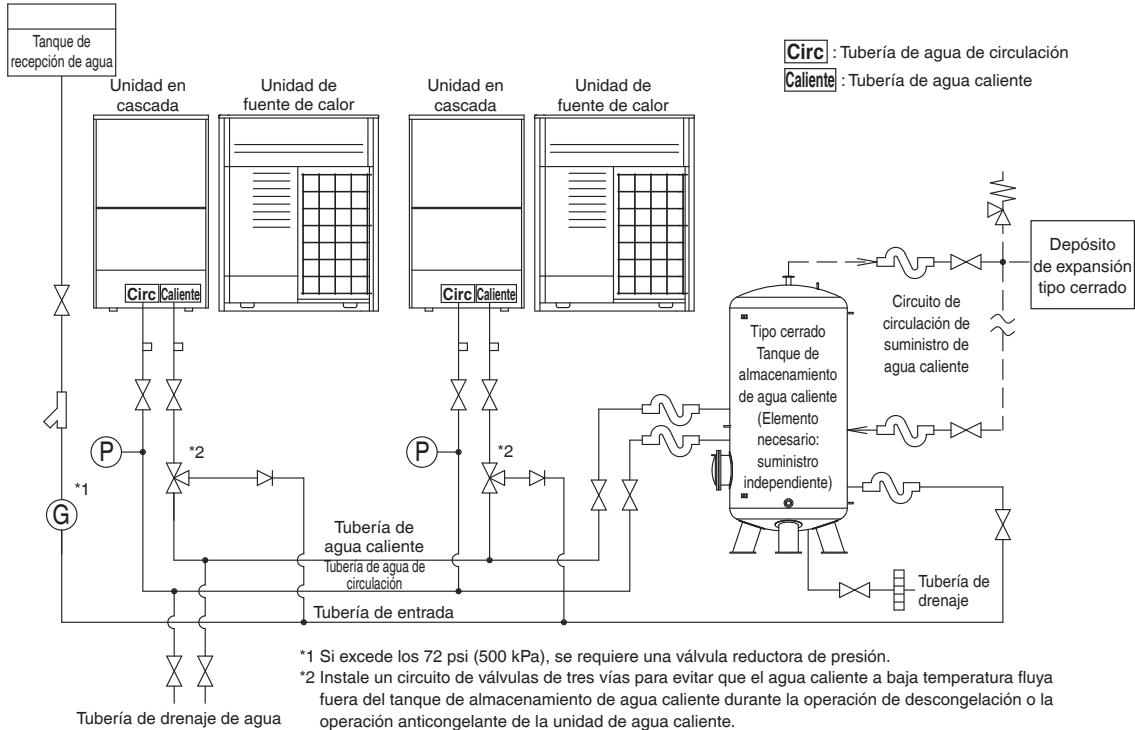 Tanque de
recepción de agua
Circ : Tubería de agua de circulación
Caliente : Tubería de agua caliente
Unidad en
cascada
Unidad de
fuente de calor
Unidad en
cascada
Unidad de
fuente de calor
Circ Caliente
Circ Caliente
Depósito
de expansión
tipo cerrado
Circuito de
circulación de
suministro de
agua caliente
Tipo cerrado
Tanque de
almacenamiento
de agua caliente
(Elemento
necesario:
suministro
independiente)
P
*2
P
*2
*1
G
Tubería de
agua caliente
Tubería de agua de
circulación
Tubería de
drenaje
Tubería de entrada
Tubería de drenaje de agua
*1 Si excede los 72 psi (500 kPa), se requiere una válvula reductora de presión.
*2 Instale un circuito de válvulas de tres vías para evitar que el agua caliente a baja temperatura fluya
fuera del tanque de almacenamiento de agua caliente durante la operación de descongelación o la
operación anticongelante de la unidad de agua caliente.